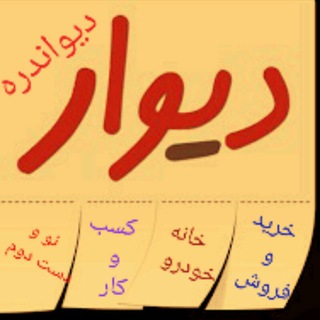 دیواندره
دیوار
خرید
و
فروش
خانه
خودرو
کسب
و
کار
نو و
دست دوم